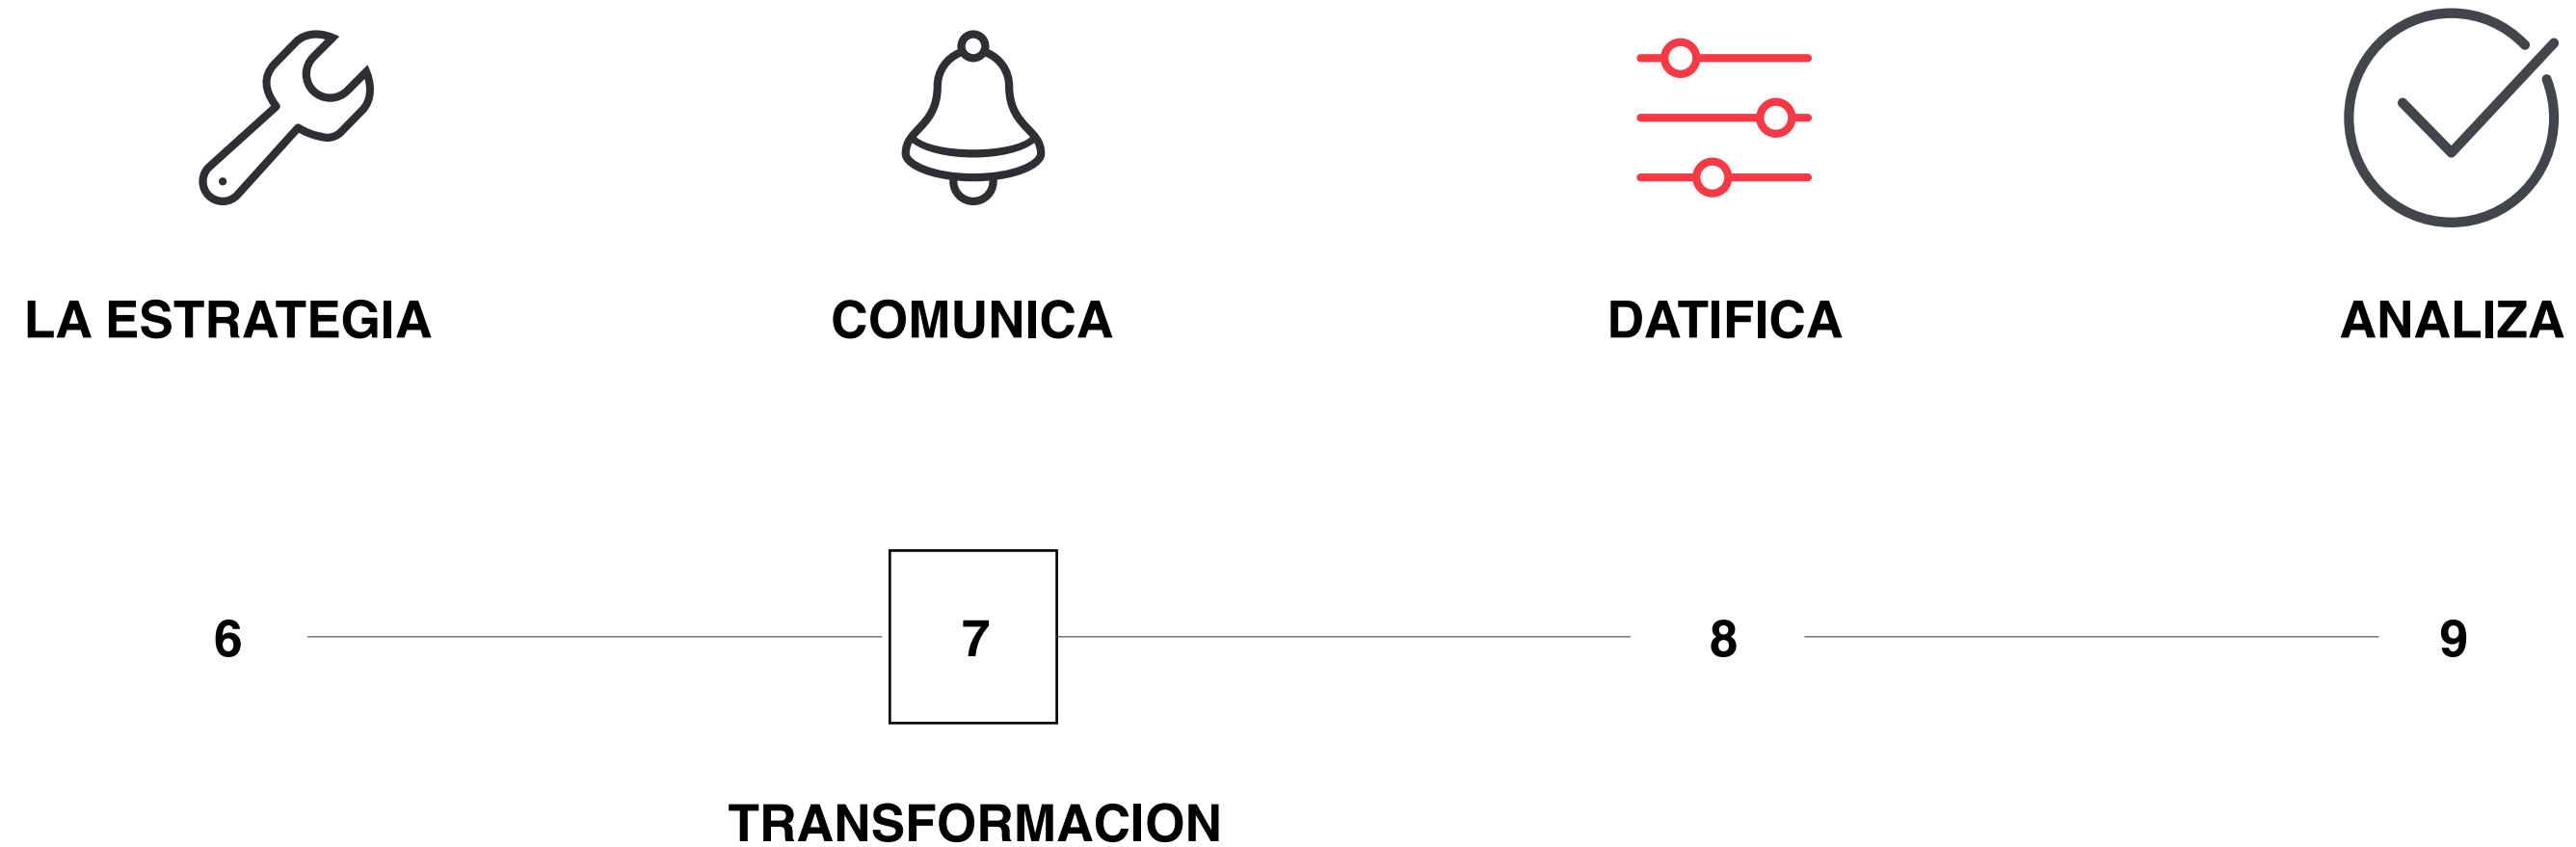 LA ESTRATEGIA COMUNICA DATIFICA ANALIZA
6 7 8 9
TRANSFORMACION